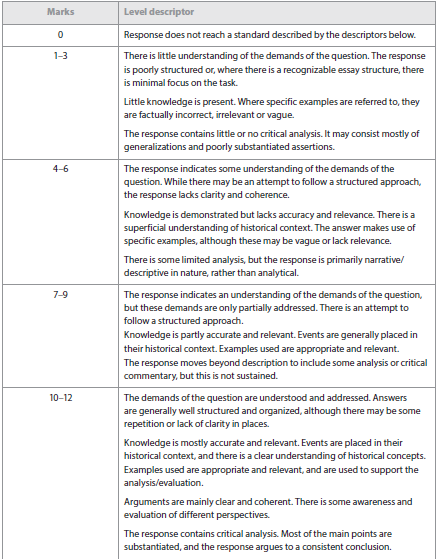 Marks Level descriptor
0 Response does not reach a standard described by the descriptors below.
1–3 There is little understanding of the demands of the question. The response
is poorly structured or, where there is a recognizable essay structure, there
is minimal focus on the task.
Little knowledge is present. Where specific examples are referred to, they
are factually incorrect, irrelevant or vague.
The response contains little or no critical analysis. It may consist mostly of
generalizations and poorly substantiated assertions.
4–6 The response indicates some understanding of the demands of the
question. While there may be an attempt to follow a structured approach,
the response lacks clarity and coherence.
Knowledge is demonstrated but lacks accuracy and relevance. There is a
superficial understanding of historical context. The answer makes use of
specific examples, although these may be vague or lack relevance.
There is some limited analysis, but the response is primarily narrative/
descriptive in nature, rather than analytical.
7–9 The response indicates an understanding of the demands of the question,
but these demands are only partially addressed. There is an attempt to
follow a structured approach.
Knowledge is partly accurate and relevant. Events are generally placed in
their historical context. Examples used are appropriate and relevant.
The response moves beyond description to include some analysis or critical
commentary, but this is not sustained.
10–12 The demands of the question are understood and addressed. Answers
are generally well structured and organized, although there may be some
repetition or lack of clarity in places.
Knowledge is mostly accurate and relevant. Events are placed in their
historical context, and there is a clear understanding of historical concepts.
Examples used are appropriate and relevant, and are used to support the
analysis/evaluation.
Arguments are mainly clear and coherent. There is some awareness and
evaluation of different perspectives.
The response contains critical analysis. Most of the main points are
substantiated, and the response argues to a consistent conclusion.